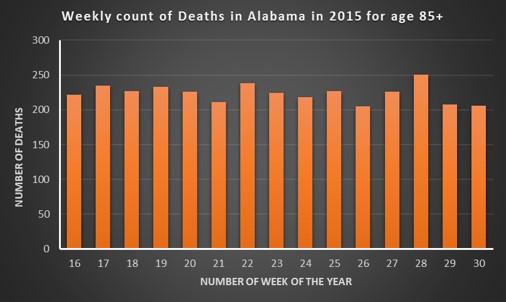 Weekly count of Deaths in Alabama in 2015 for age 85+
300
250
200
150
100
50
0
NUMBER OF DEATHS
16 17 18 19 20 21 22 23 24 25 26 27 28 29 30
NUMBER OF WEEK OF THE YEAR